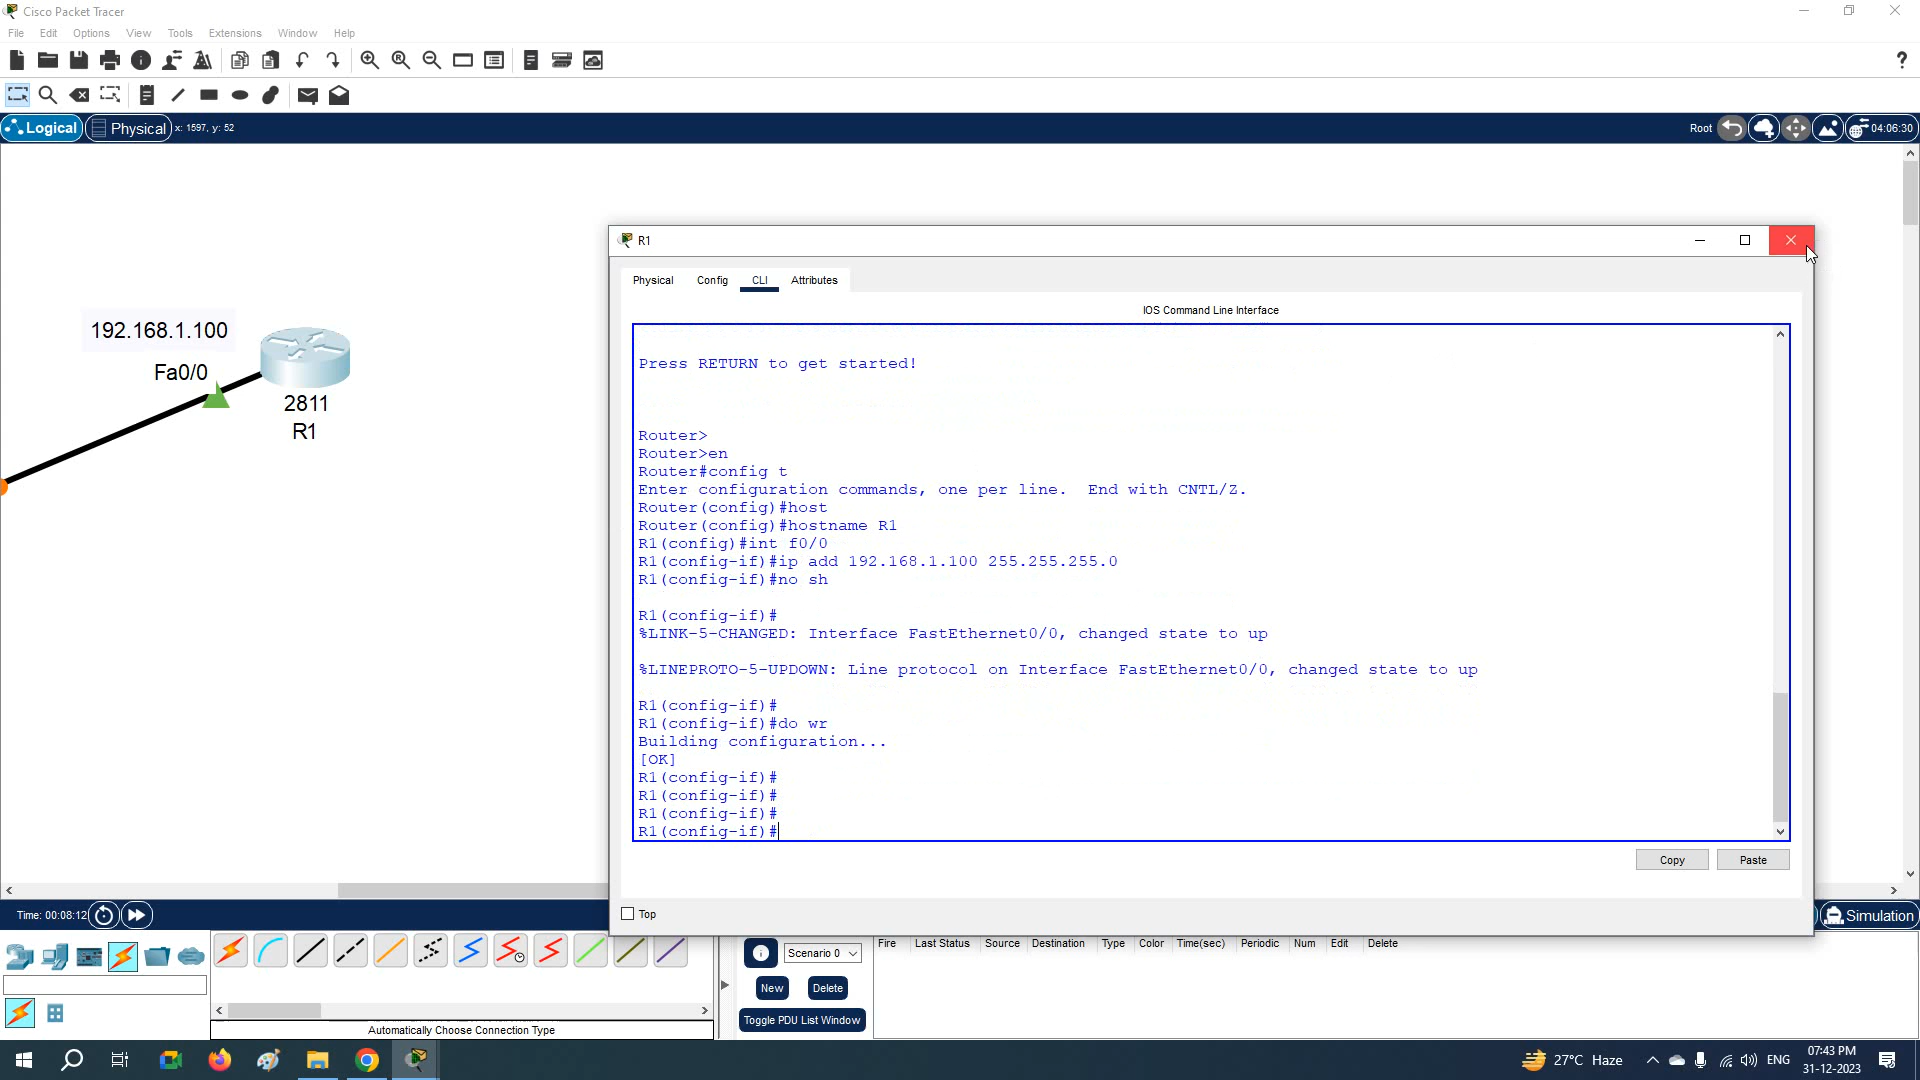 Cisco Packet Tracer
File Edit Options View Tools Extensions Window Help
?
Logical Physical x: 1597, y: 52 Root 04:06:30
192.168.1.100
Fa0/0
2811
R1
R1
Physical Config CLI Attributes
IOS Command Line Interface
Press RETURN to get started!
Router>
Router>en
Router#config t
Enter configuration commands, one per line.  End with CNTL/Z.
Router(config)#host
Router(config)#hostname R1
R1(config)#int f0/0
R1(config-if)#ip add 192.168.1.100 255.255.255.0
R1(config-if)#no sh
R1(config-if)#
%LINK-5-CHANGED: Interface FastEthernet0/0, changed state to up
%LINEPROTO-5-UPDOWN: Line protocol on Interface FastEthernet0/0, changed state to up
R1(config-if)#
R1(config-if)#do wr
Building configuration...
[OK]
R1(config-if)#
R1(config-if)#
R1(config-if)#
R1(config-if)#
Copy Paste
Top
Time: 00:08:12
Simulation
Scenario 0
New Delete
Toggle PDU List Window
Fire Last Status Source Destination Type Color Time(sec) Periodic Num Edit Delete
Automatically Choose Connection Type
27°C Haze ENG
07:43 PM
31-12-2023